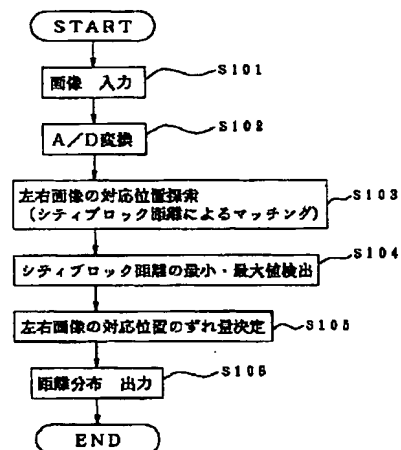 START
画像 入力
S101
A/D変換
S102
左右画像の対応位置探索
(シティブロック距離によるマッチング)
S103
シティブロック距離の最小・最大値検出
S104
左右画像の対応位置のずれ量決定
S105
距離分布 出力
S106
END